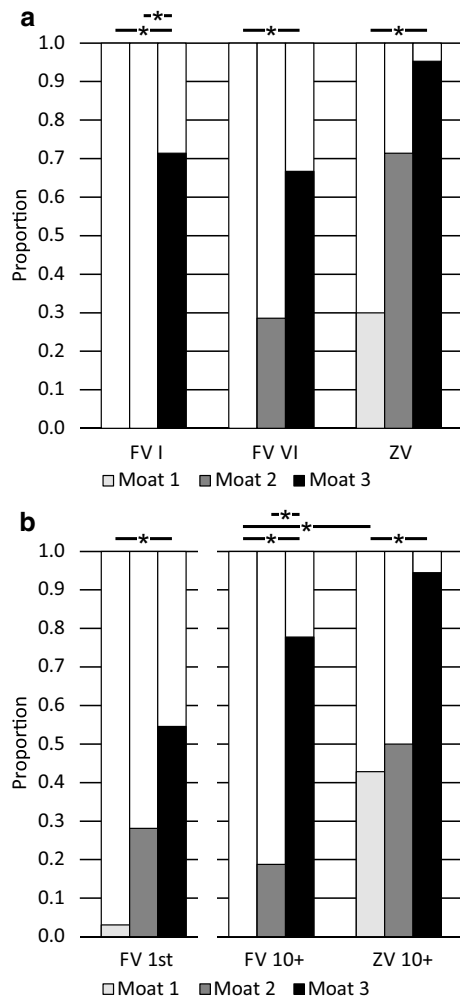 a
*
* * *
1.0
0.9
0.8
0.7
0.6
0.5
0.4
0.3
0.2
0.1
0.0
Proportion
FV I FV VI ZV
Moat 1 Moat 2 Moat 3
b
*
*
* * *
1.0
0.9
0.8
0.7
0.6
0.5
0.4
0.3
0.2
0.1
0.0
Proportion
FV 1st FV 10+ ZV 10+
Moat 1 Moat 2 Moat 3